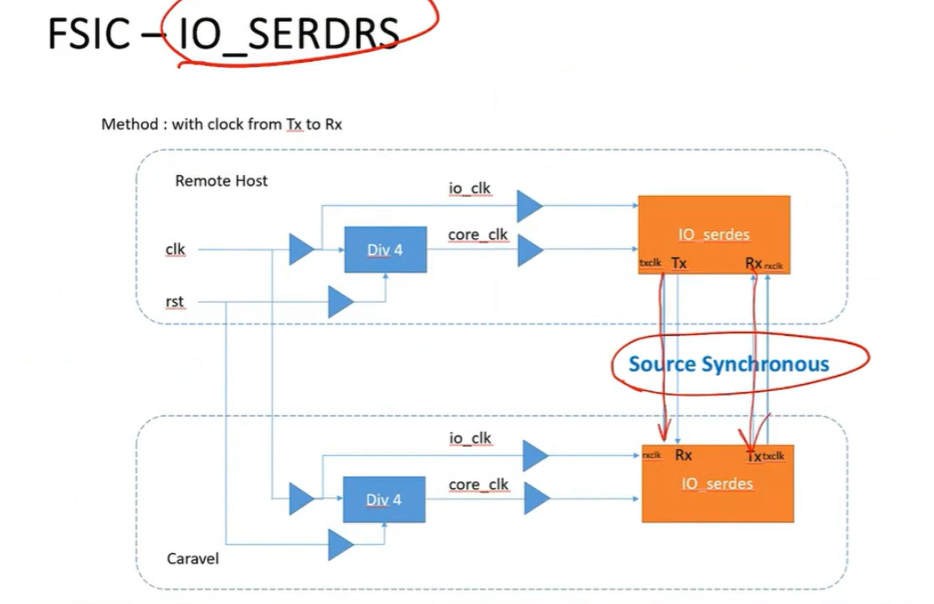 FSIC – IO_SERDRS
Method : with clock from Tx to Rx
Remote Host
io_clk
clk
Div 4
core_clk
IO_serdes
txclk Tx Rx rxclk
rst
Source Synchronous
io_clk
rxclk Rx Tx txclk
Div 4
core_clk
IO_serdes
Caravel